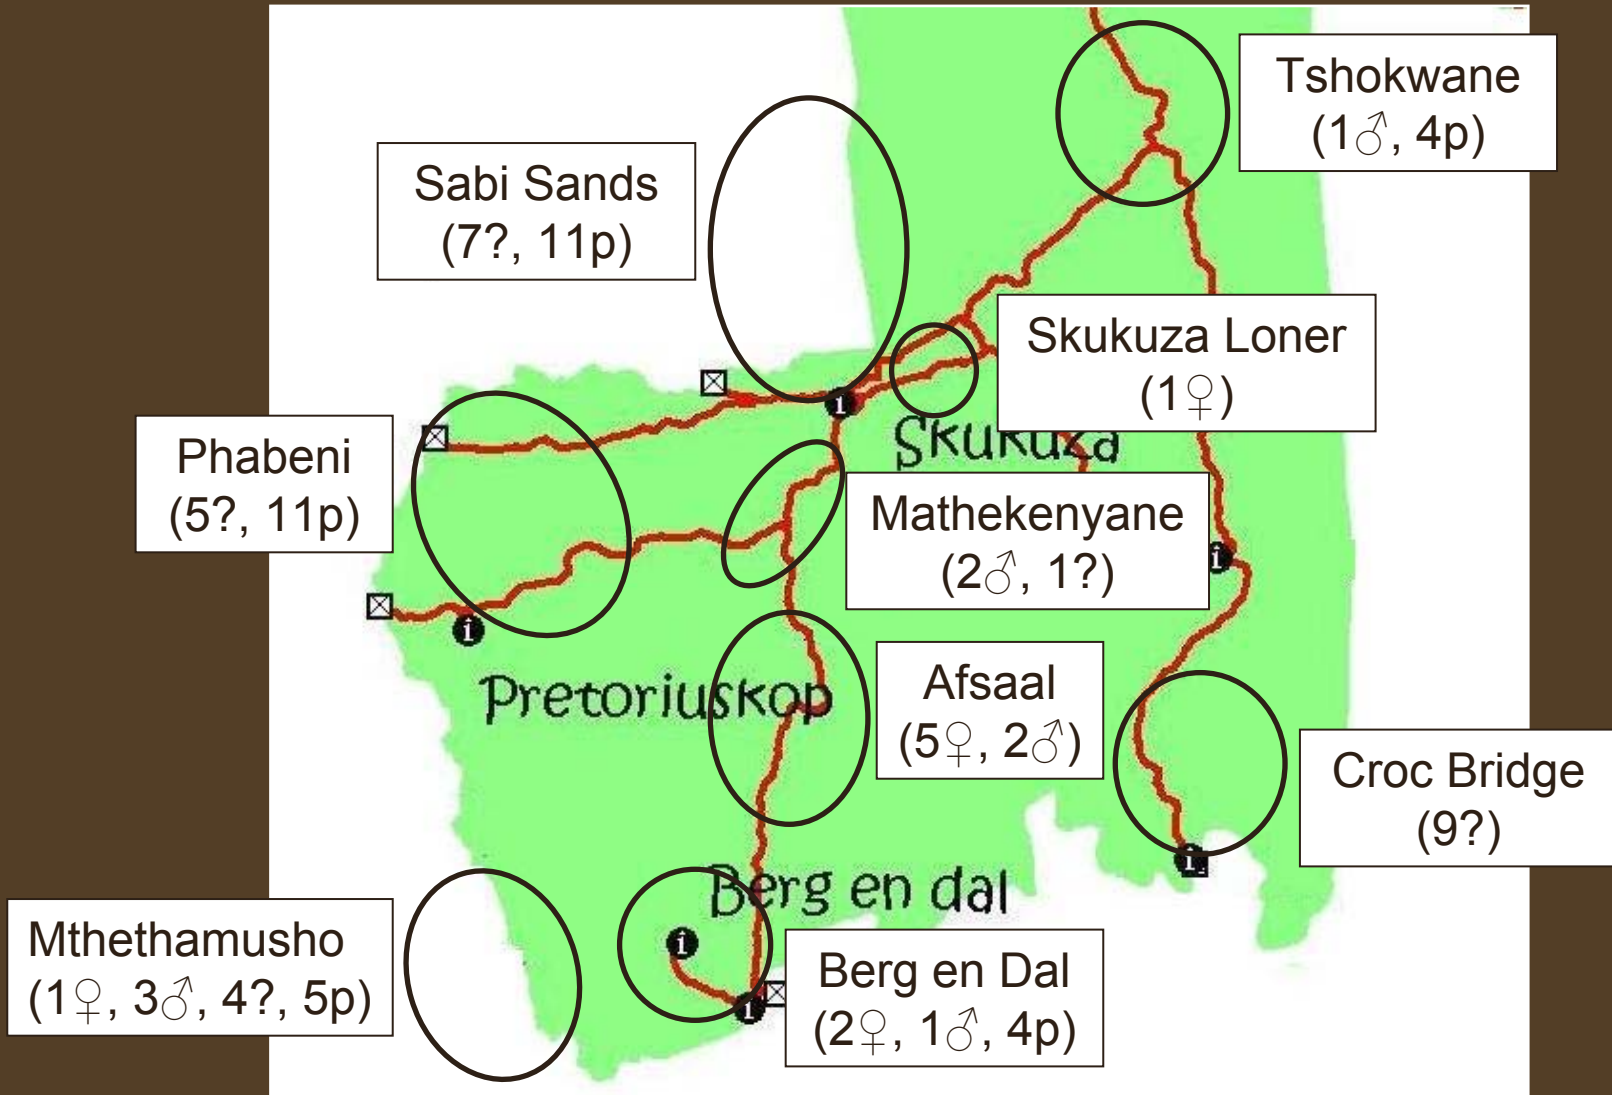 Tshokwane
(1♂, 4p)
Sabi Sands
(7?, 11p)
Skukuza Loner
(1♀)
Skukuza
Phabeni
(5?, 11p)
Mathekenyane
(2♂, 1?)
Pretoriuskop
Afsaal
(5♀, 2♂)
Croc Bridge
(9?)
Berg en dal
Mthethamusho
(1♀, 3♂, 4?, 5p)
Berg en Dal
(2♀, 1♂, 4p)